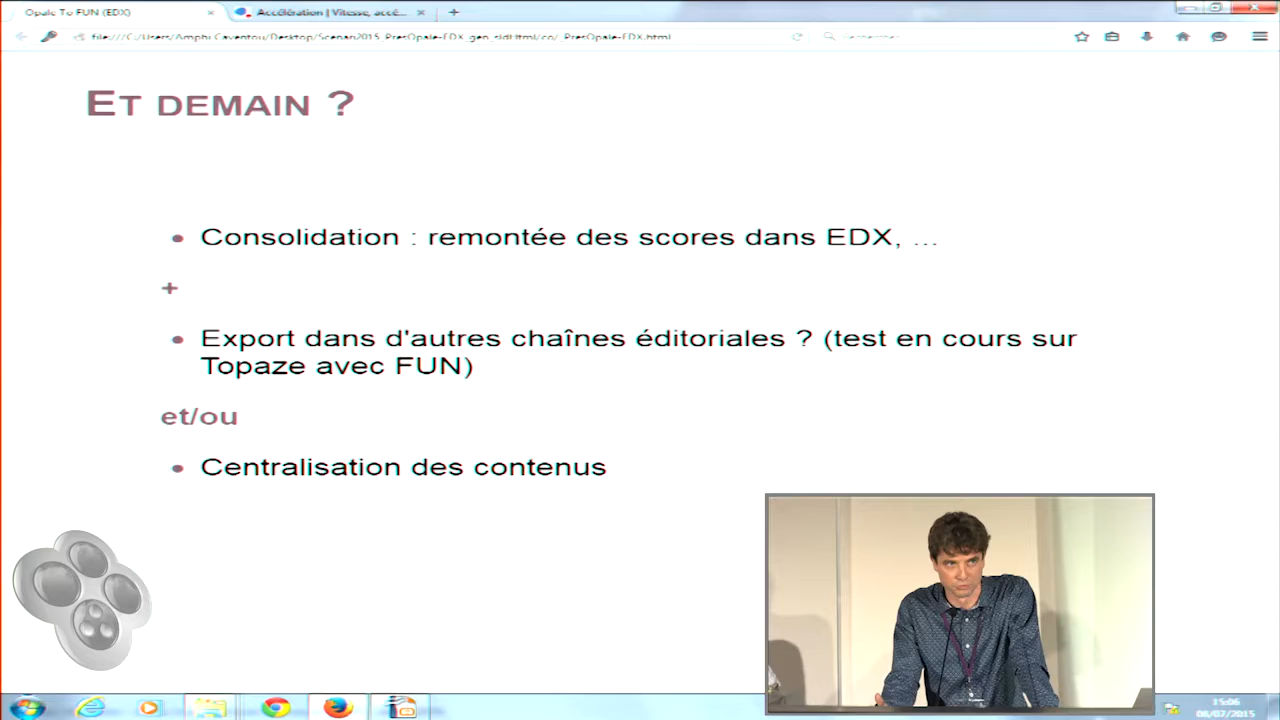 Opale To FUN (EDX)
Accélération | Vitesse, accé...
Et demain ?
Consolidation : remontée des scores dans EDX, ...
+
Export dans d'autres chaînes éditoriales ? (test en cours sur
Topaze avec FUN)
et/ou
Centralisation des contenus
15:06
08/07/2015